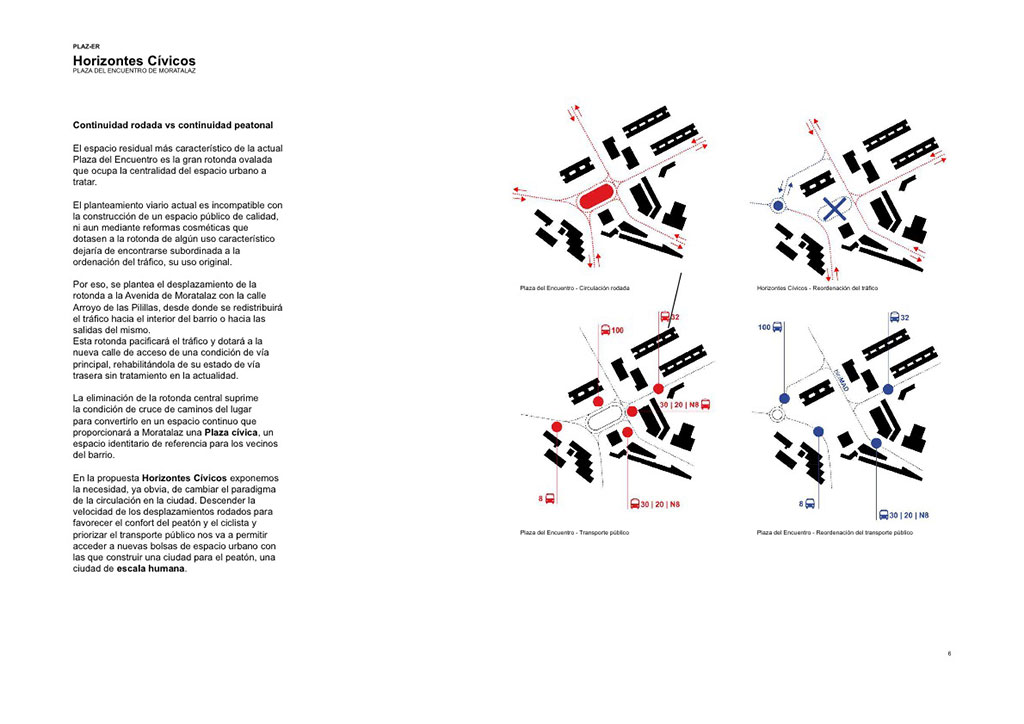 PLAZ-ER
Horizontes Cívicos
PLAZA DEL ENCUENTRO DE MORATALAZ
Continuidad rodada vs continuidad peatonal
El espacio residual más característico de la actual
Plaza del Encuentro es la gran rotonda ovalada
que ocupa la centralidad del espacio urbano a
tratar.
El planteamiento viario actual es incompatible con
la construcción de un espacio público de calidad,
ni aun mediante reformas cosméticas que
dotasen a la rotonda de algún uso característico
dejaría de encontrarse subordinada a la
ordenación del tráfico, su uso original.
Por eso, se plantea el desplazamiento de la
rotonda a la Avenida de Moratalaz con la calle
Arroyo de las Pilillas, desde donde se redistribuirá
el tráfico hacia el interior del barrio o hacia las
salidas del mismo.
Esta rotonda pacificará el tráfico y dotará a la
nueva calle de acceso de una condición de vía
principal, rehabilitándola de su estado de vía
trasera sin tratamiento en la actualidad.
La eliminación de la rotonda central suprime
la condición de cruce de caminos del lugar
para convertirlo en un espacio continuo que
proporcionará a Moratalaz una Plaza cívica, un
espacio identitario de referencia para los vecinos
del barrio.
En la propuesta Horizontes Cívicos exponemos
la necesidad, ya obvia, de cambiar el paradigma
de la circulación en la ciudad. Descender la
velocidad de los desplazamientos rodados para
favorecer el confort del peatón y el ciclista y
priorizar el transporte público nos va a permitir
acceder a nuevas bolsas de espacio urbano con
las que construir una ciudad para el peatón, una
ciudad de escala humana.
Plaza del Encuentro - Circulación rodada
Horizontes Cívicos - Reordenación del tráfico
100
32
30 | 20 | N8
8
30 | 20 | N8
Plaza del Encuentro - Transporte público
100
32
biciMAD
8
30 | 20 | N8
Plaza del Encuentro - Reordenación del transporte público
6